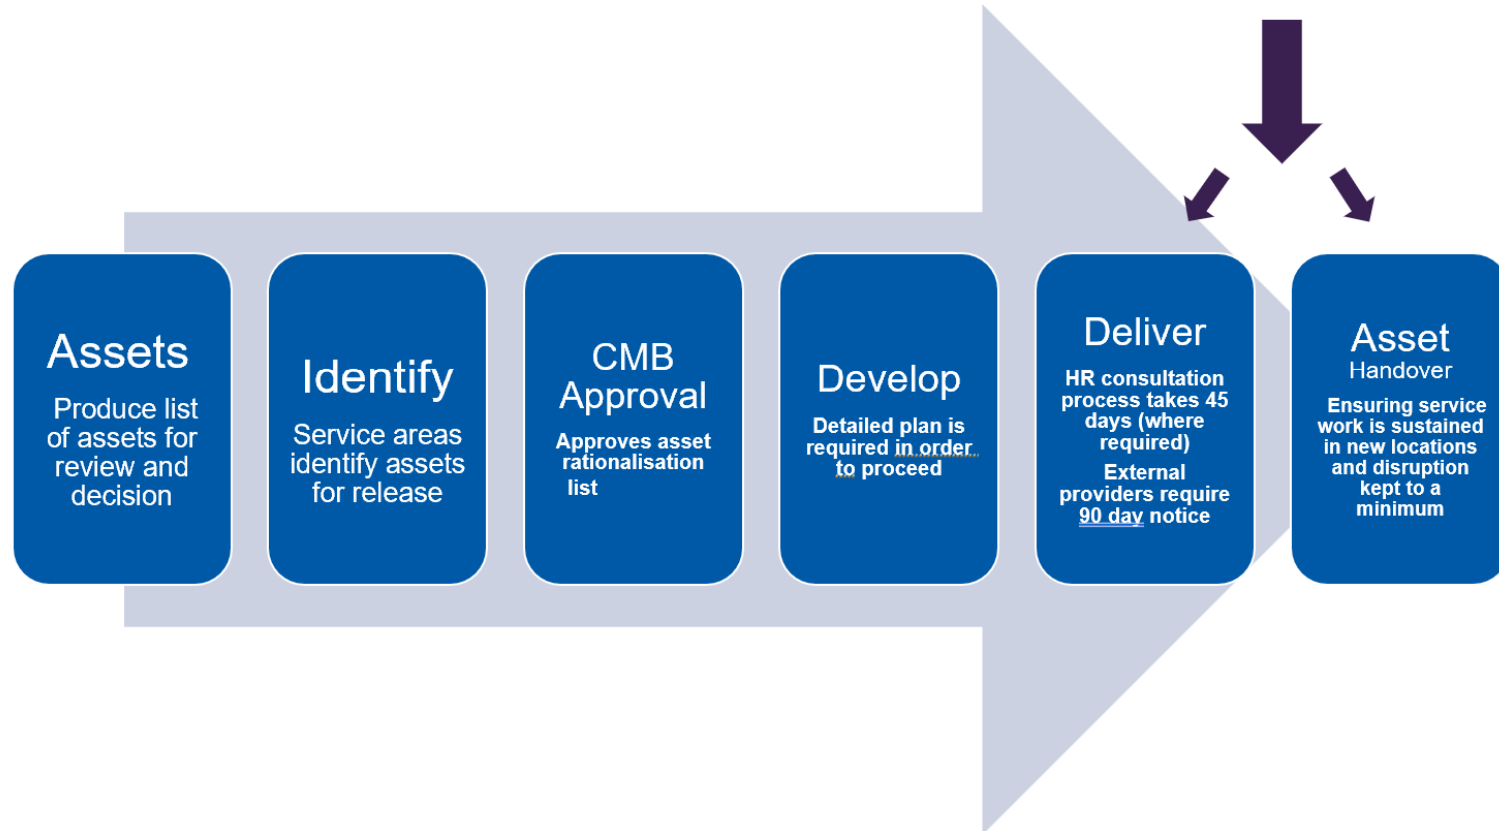 Assets
Produce list
of assets for
review and
decision
Identify
Service areas
identify assets
for release
CMB
Approval
Approves asset
rationalisation
list
Develop
Detailed plan is
required in order
to proceed
Deliver
HR consultation
process takes 45
days (where
required)
External
providers require
90 day notice
Asset
Handover
Ensuring service
work is sustained
in new locations
and disruption
kept to a
minimum